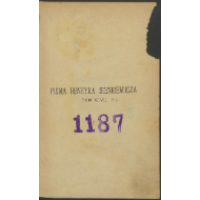 PISMA HENRYKA SIENKIEWICZA
1187